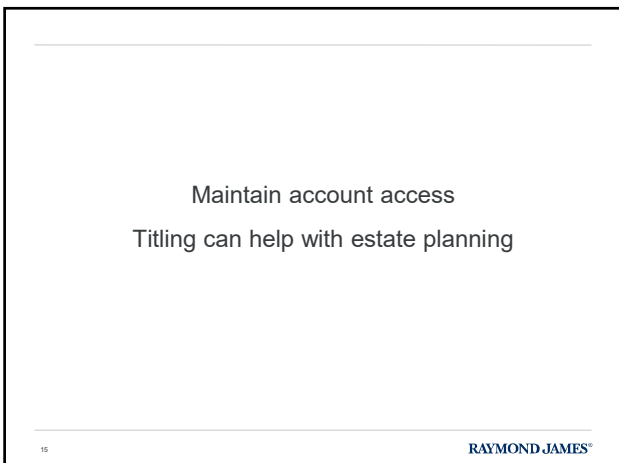 Maintain account access
Titling can help with estate planning
15
RAYMOND JAMES®